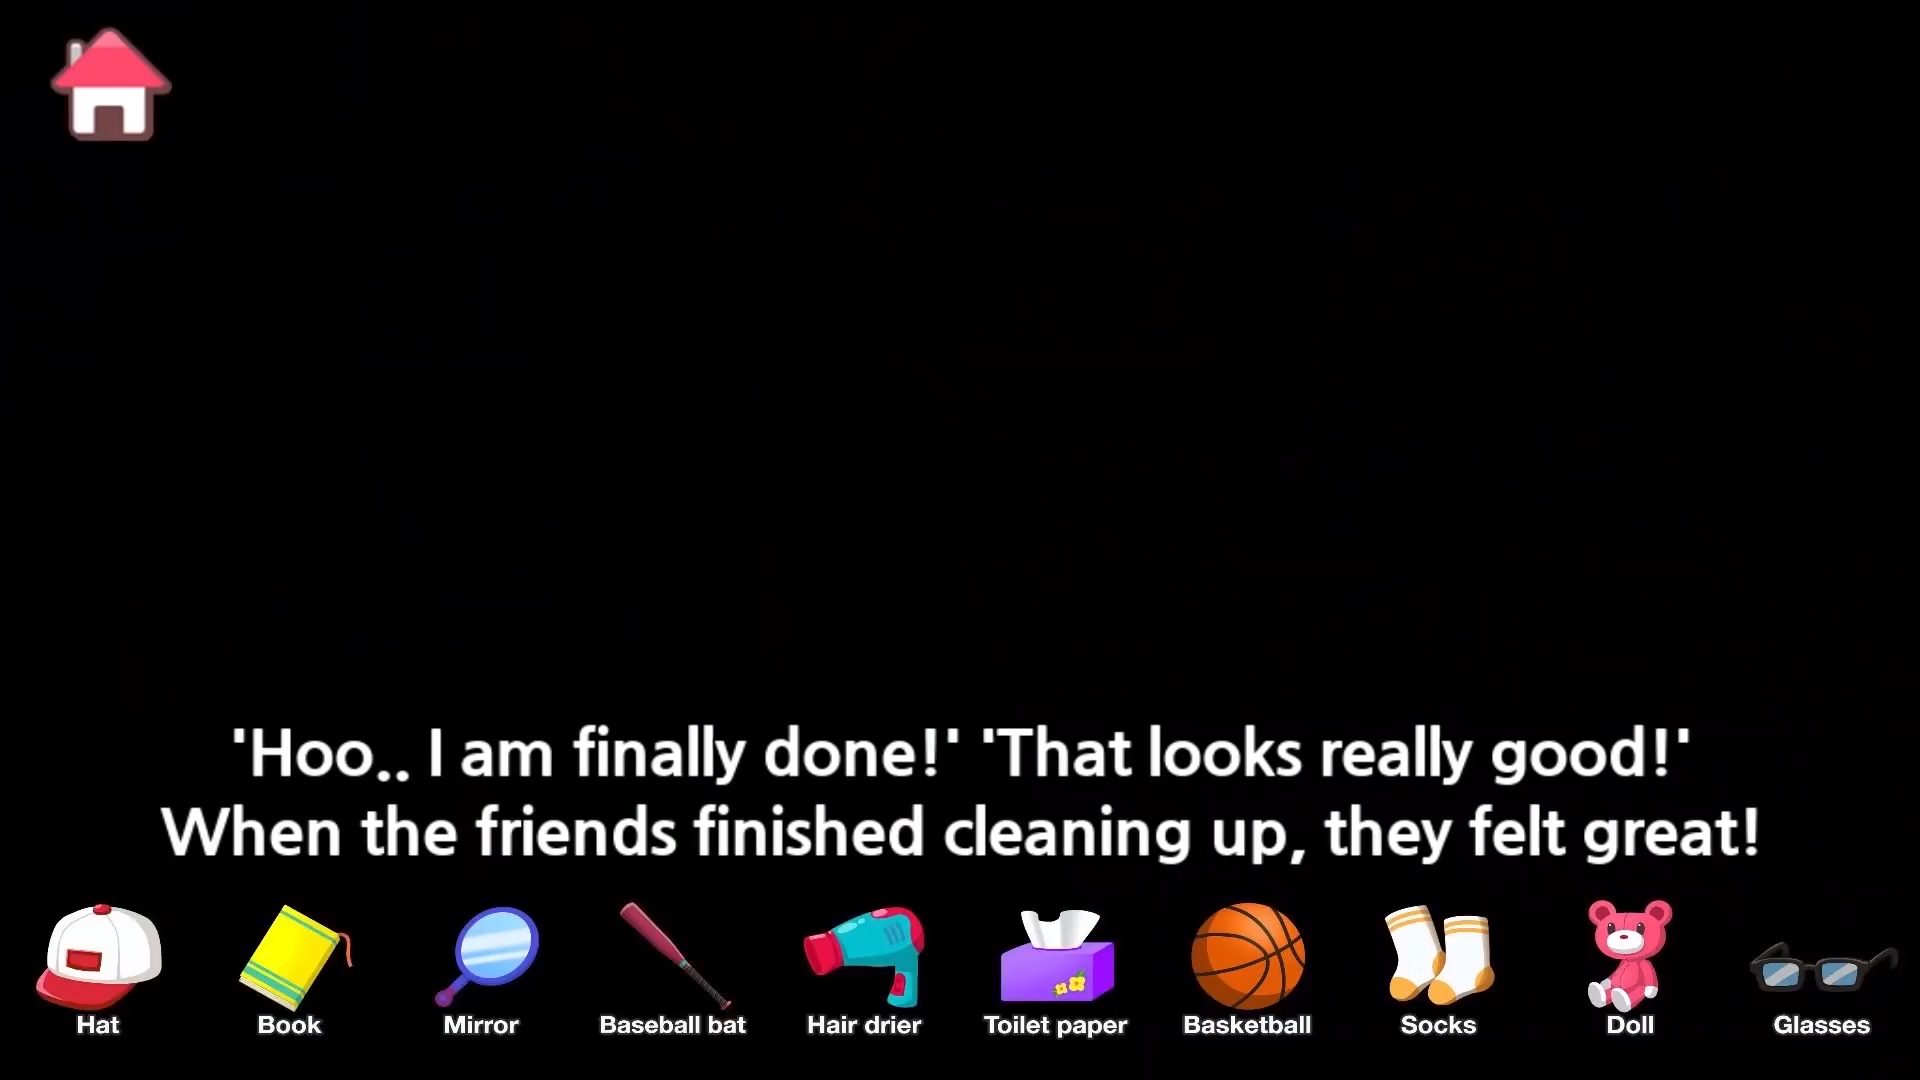 'Hoo.. I am finally done!' 'That looks really good!'
When the friends finished cleaning up, they felt great!
Hat
Book
Mirror
Baseball bat
Hair drier
Toilet paper
Basketball
Socks
Doll
Glasses